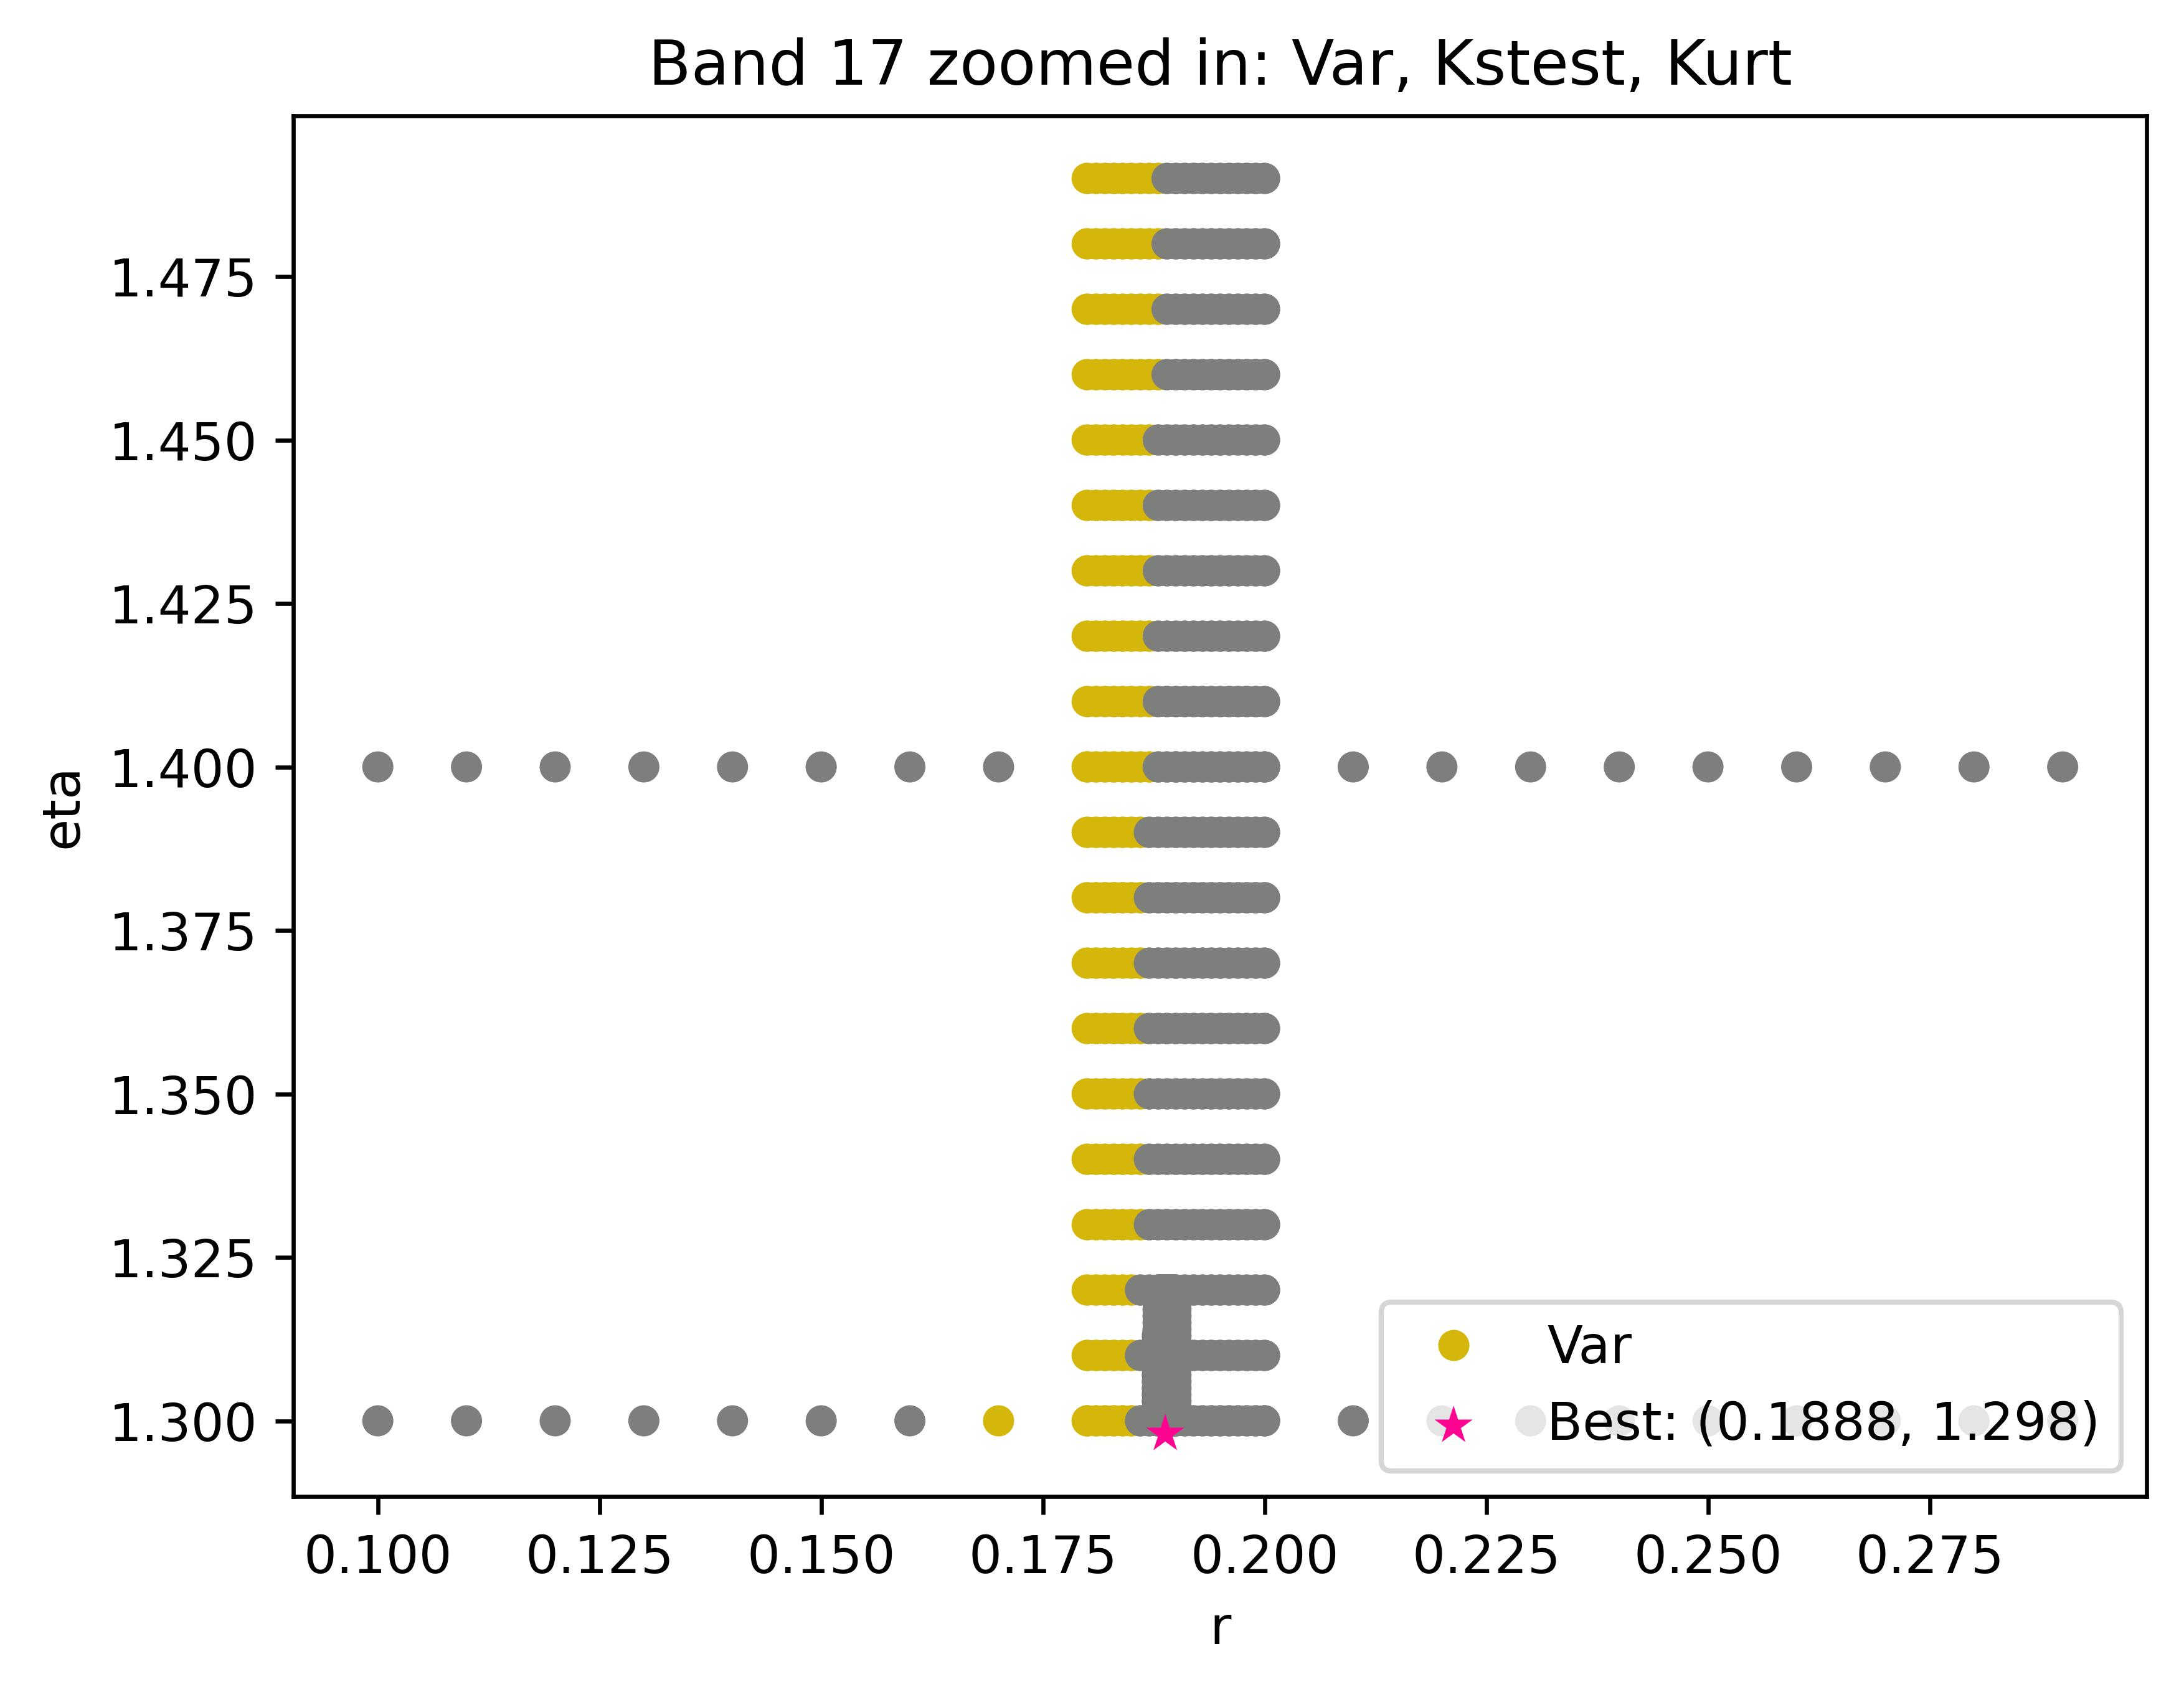 Band 17 zoomed in: Var, Kstest, Kurt
1.475
1.450
1.425
1.400
1.375
1.350
1.325
1.300
eta
Var
Best: (0.1888, 1.298)
0.100 0.125 0.150 0.175 0.200 0.225 0.250 0.275
r